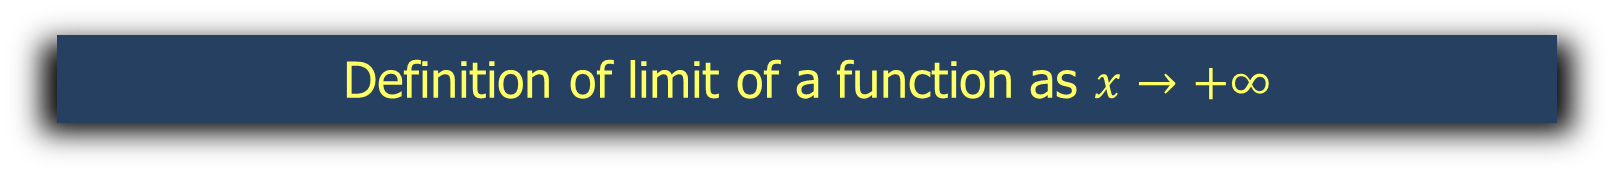 Definition of limit of a function as x → +∞